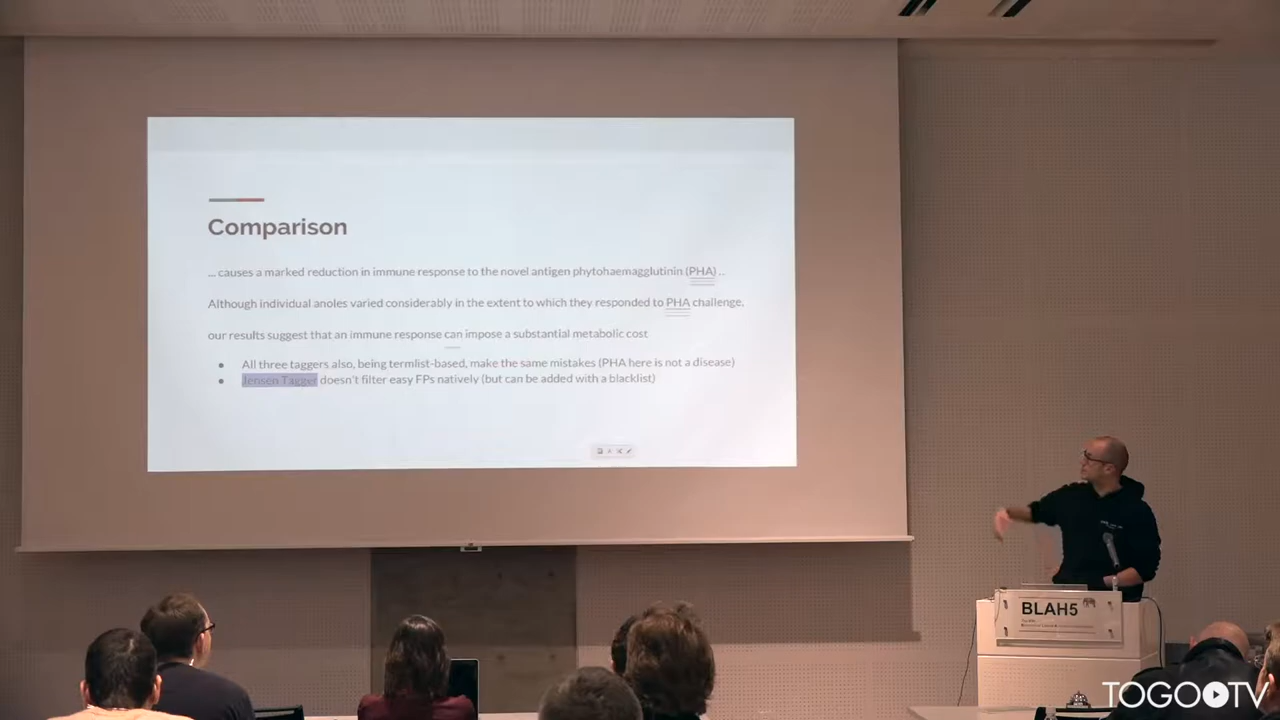 Comparison
... causes a marked reduction in immune response to the novel antigen phytohaemagglutinin (PHA) ..
Although individual anoles varied considerably in the extent to which they responded to PHA challenge.
our results suggest that an immune response can impose a substantial metabolic cost
• All three taggers also, being termlist-based, make the same mistakes (PHA here is not a disease)
• Jensen Tagger doesn't filter easy FPs natively (but can be added with a blacklist)
BLAH5
TOGOTV